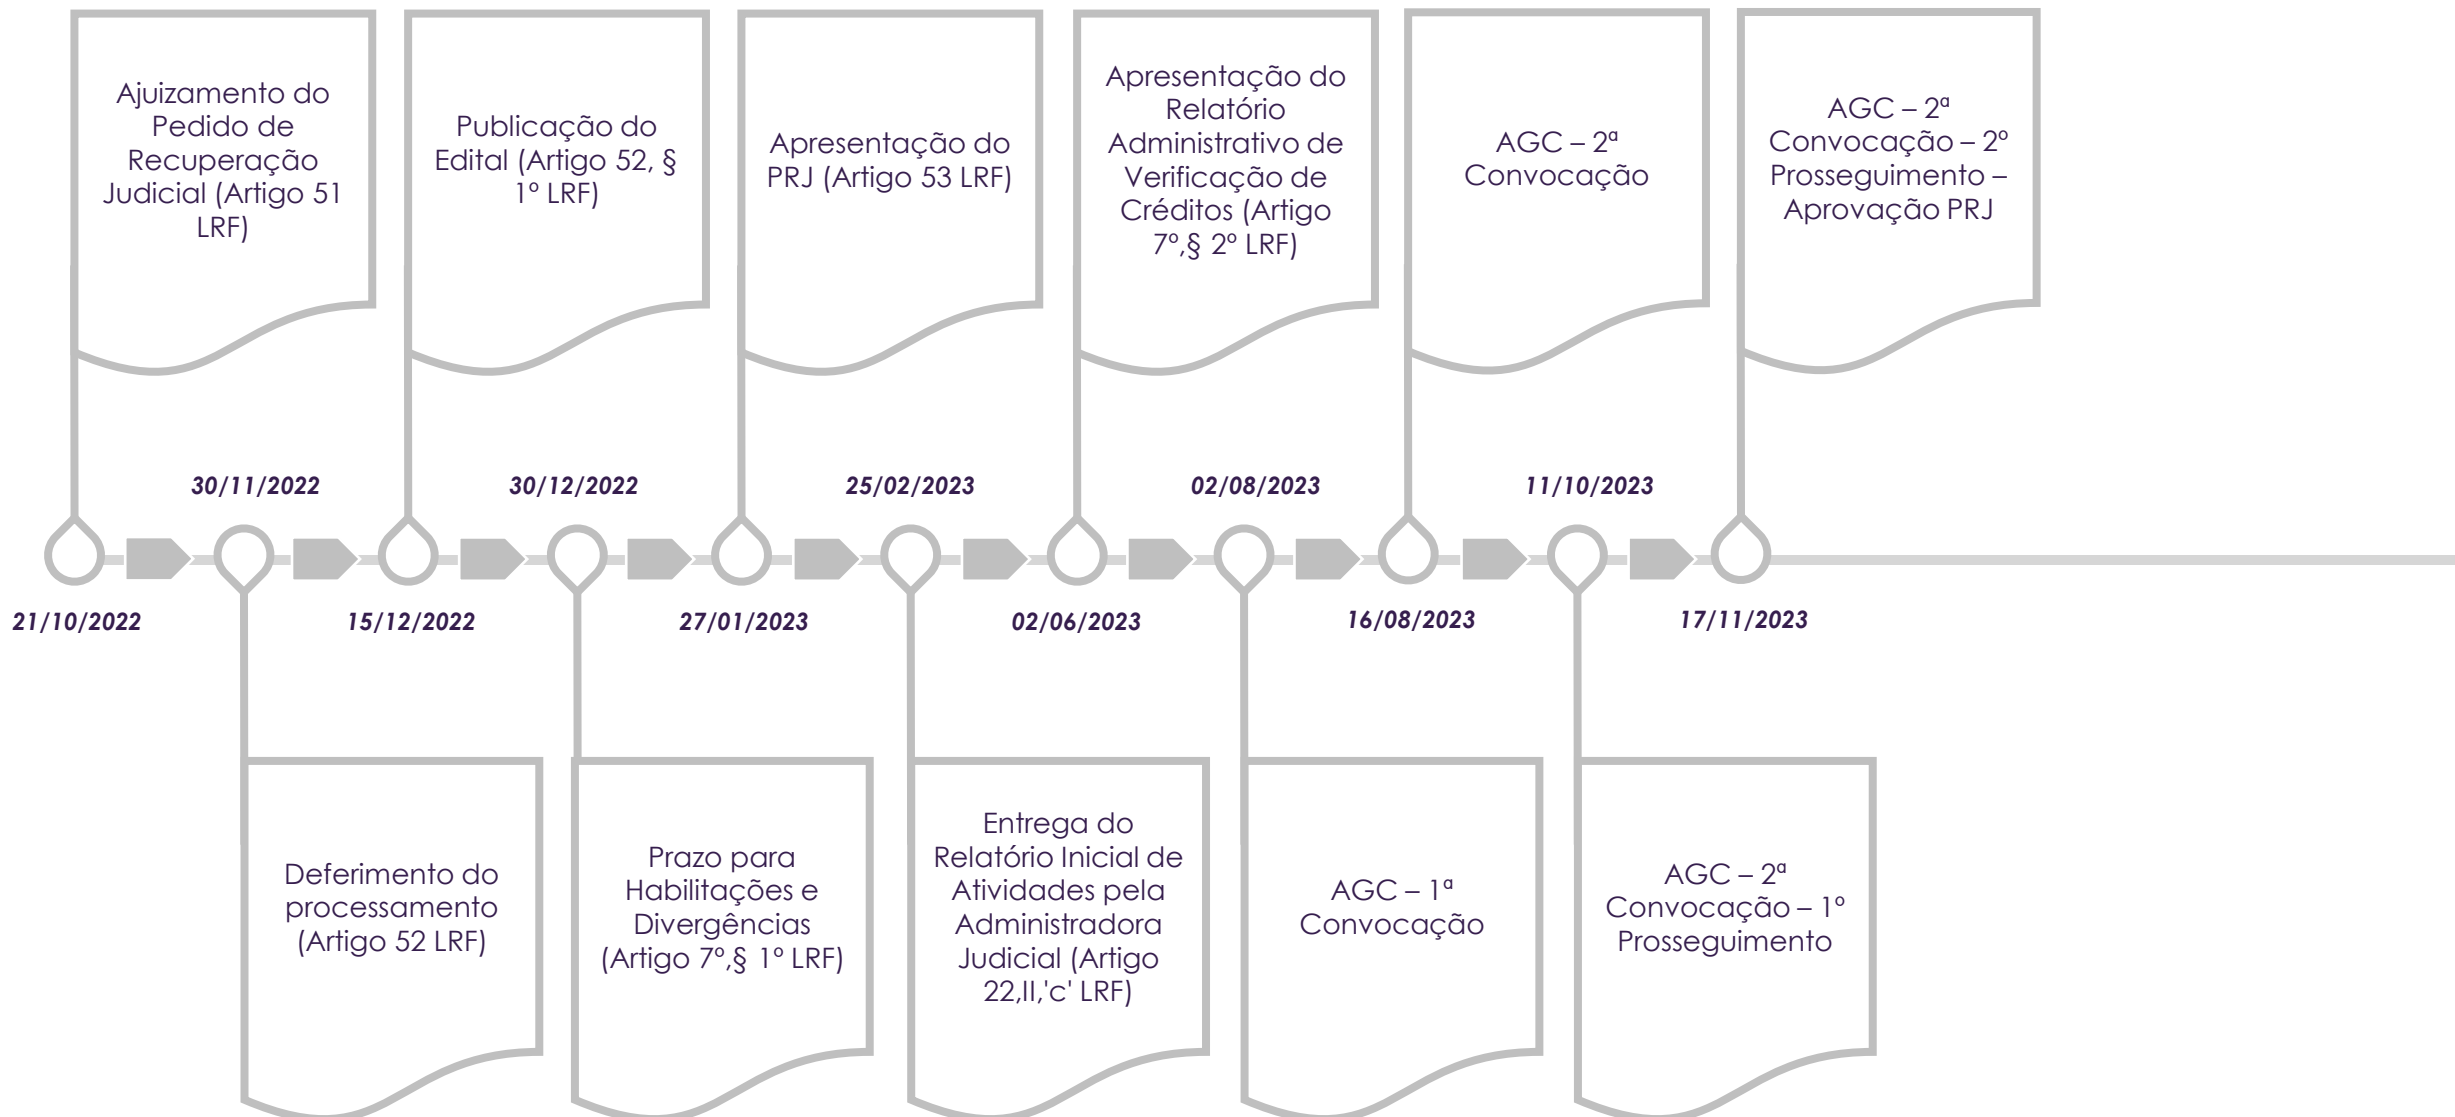 Ajuizamento do
Pedido de
Recuperação
Judicial (Artigo 51
LRF)
Publicação do
Edital (Artigo 52, §
1º LRF)
Apresentação do
PRJ (Artigo 53 LRF)
Apresentação do
Relatório
Administrativo de
Verificação de
Créditos (Artigo
7º,§ 2º LRF)
AGC – 2ª
Convocação
AGC – 2ª
Convocação – 2º
Prosseguimento –
Aprovação PRJ
30/11/2022
30/12/2022
25/02/2023
02/08/2023
11/10/2023
21/10/2022
15/12/2022
27/01/2023
02/06/2023
16/08/2023
17/11/2023
Deferimento do
processamento
(Artigo 52 LRF)
Prazo para
Habilitações e
Divergências
(Artigo 7º,§ 1º LRF)
Entrega do
Relatório Inicial de
Atividades pela
Administradora
Judicial (Artigo
22,II,'c' LRF)
AGC – 1ª
Convocação
AGC – 2ª
Convocação – 1º
Prosseguimento